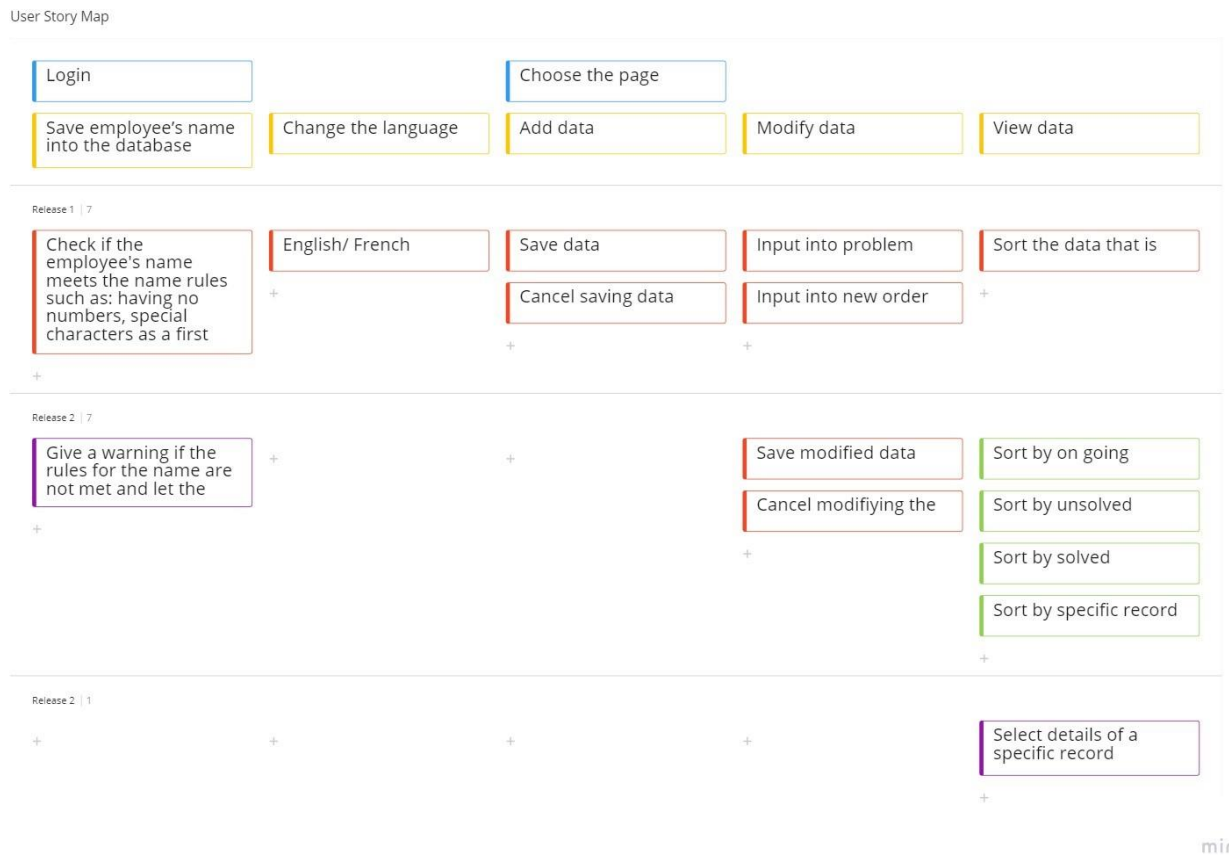 User Story Map
Login
Choose the page
Save employee's name
into the database
Change the language
Add data
Modify data
View data
Release 1 | 7
Check if the
employee's name
meets the name rules
such as: having no
numbers, special
characters as a first
English/ French
Save data
Input into problem
Sort the data that is
Cancel saving data
Input into new order
Release 2 | 7
Give a warning if the
rules for the name are
not met and let the
Save modified data
Sort by on going
Cancel modifiying the
Sort by unsolved
Sort by solved
Sort by specific record
Release 2 | 1
Select details of a
specific record